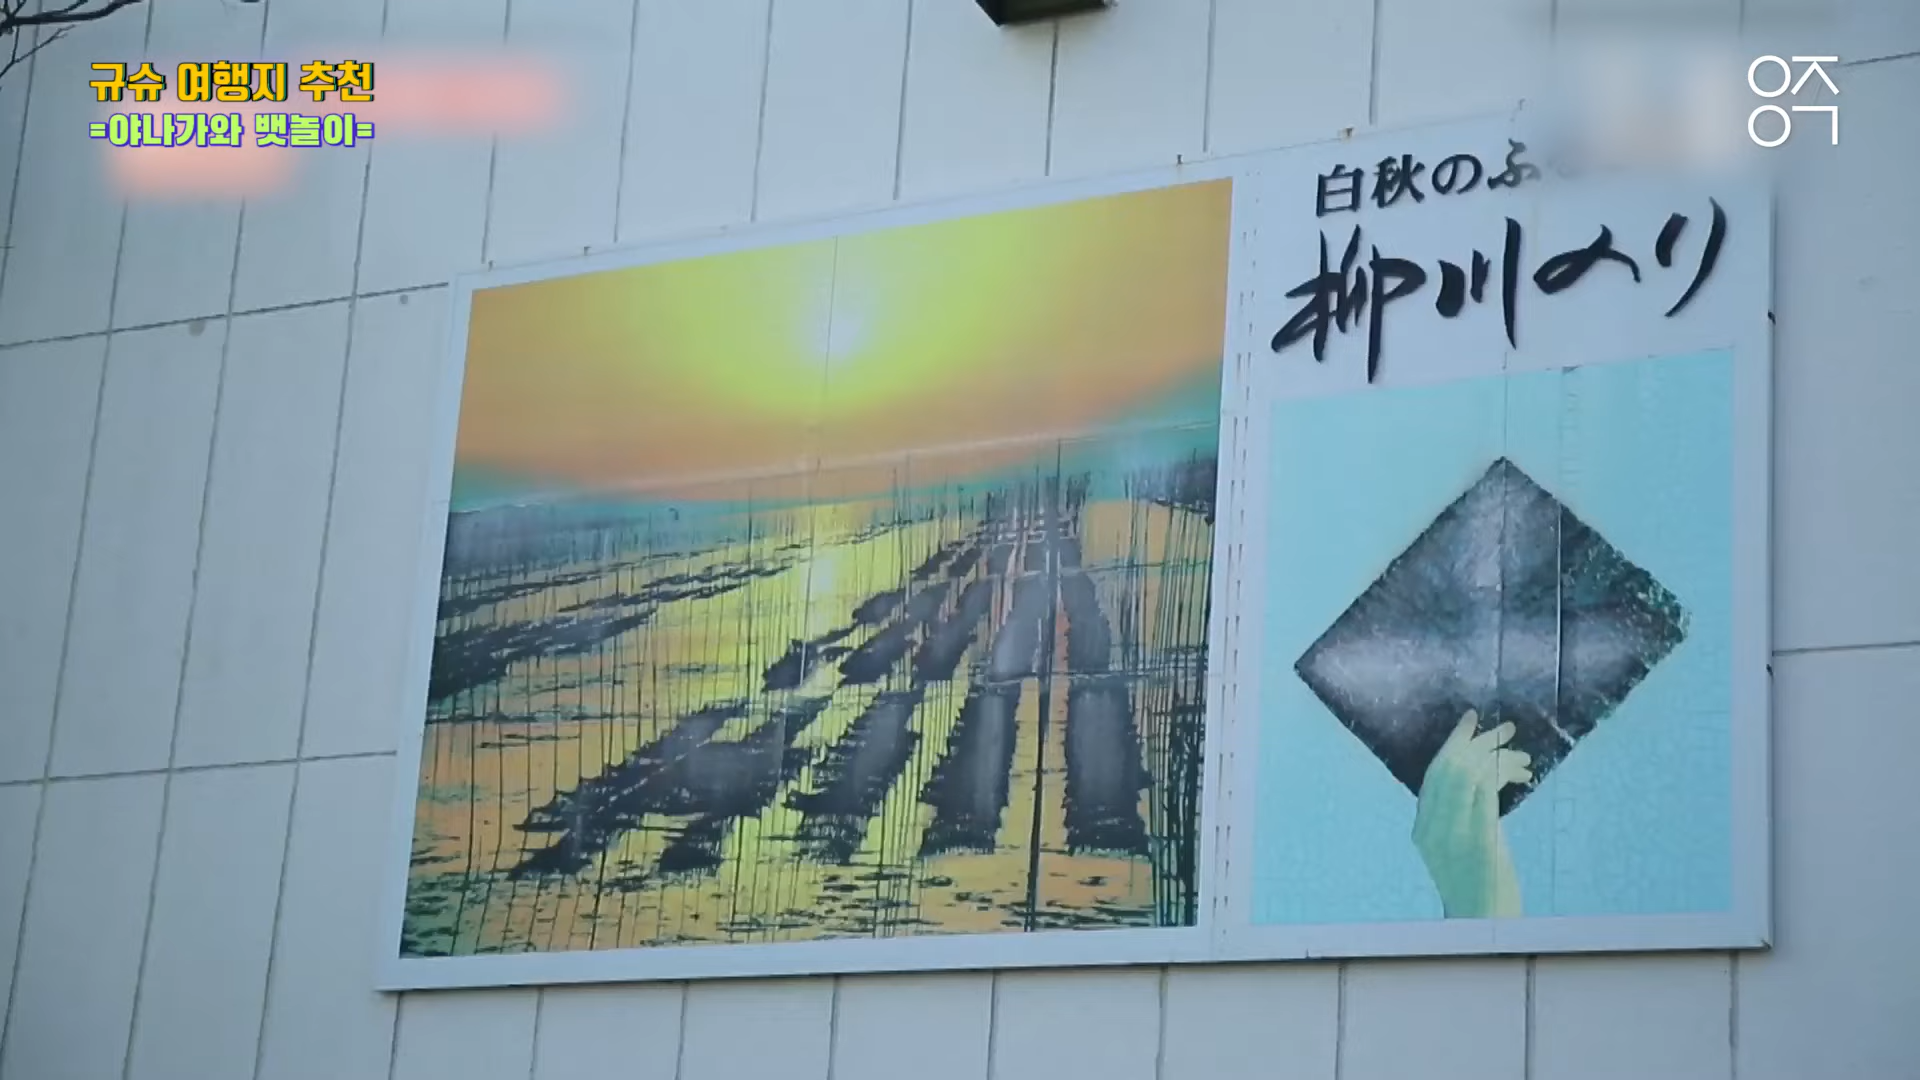 규슈 여행지 추천
=야나가와 뱃놀이=
白秋のふ
柳川のり